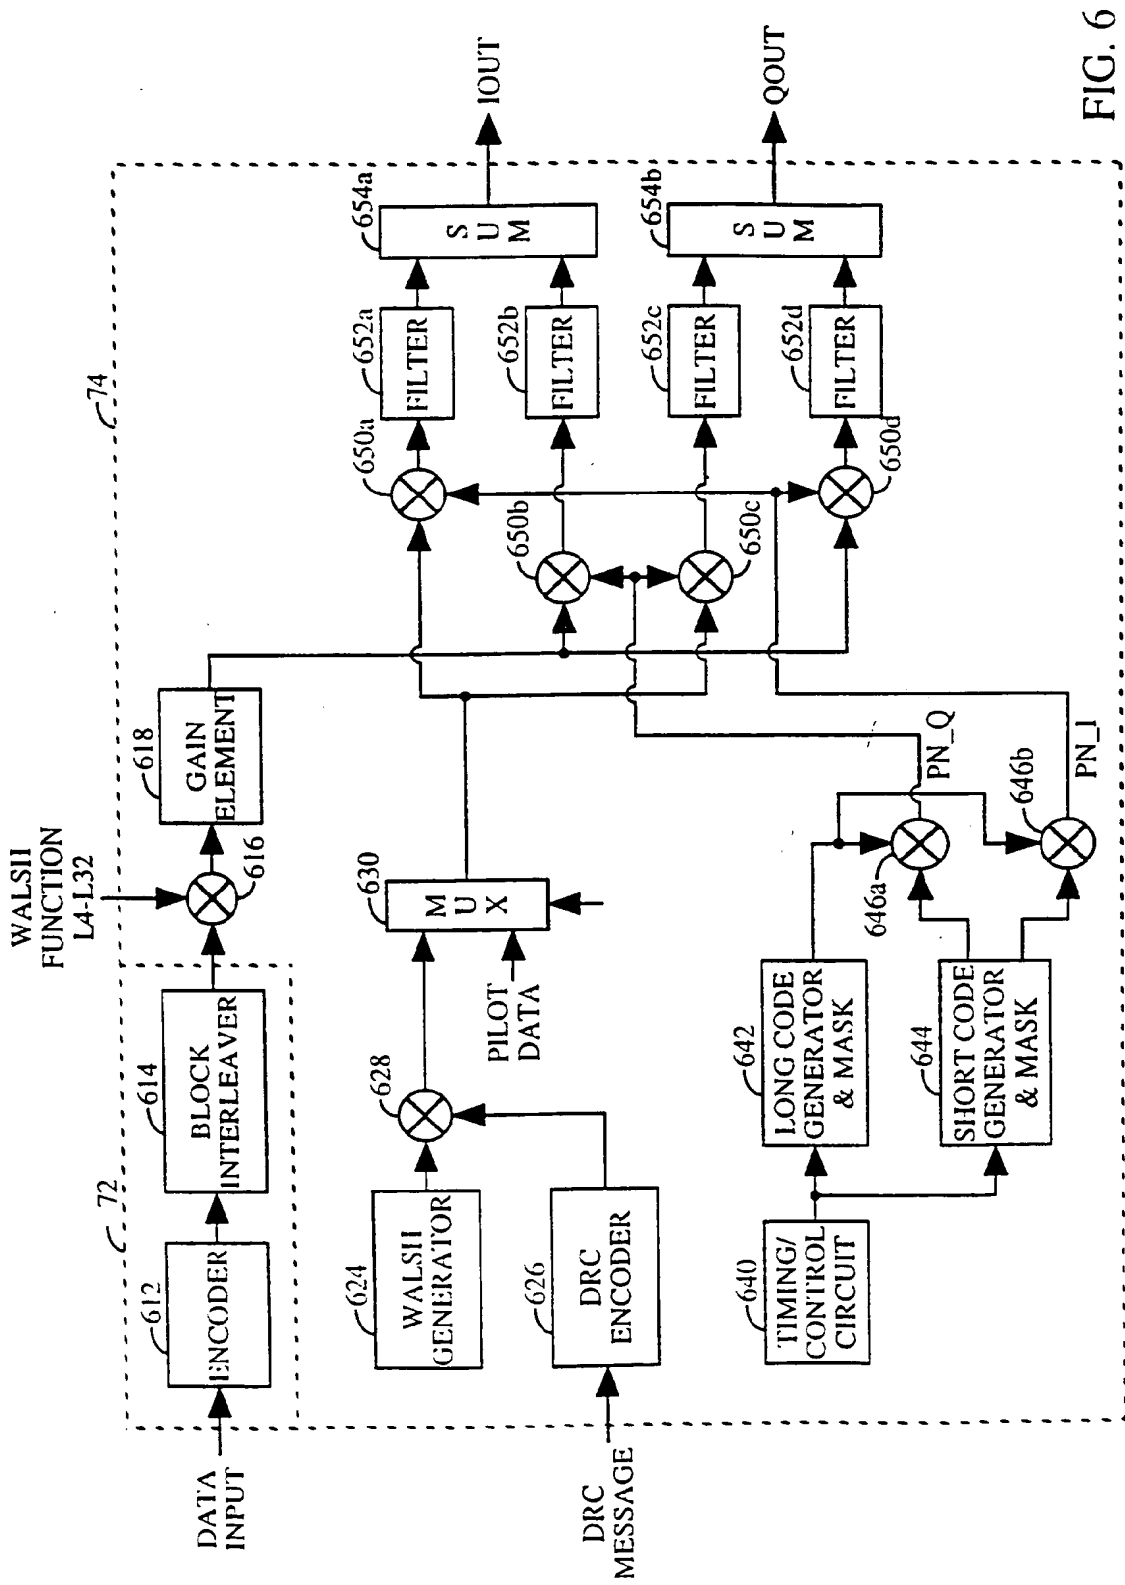 WALSH
FUNCTION
L4-L32
72
74
DATA
INPUT
612
ENCODER
614
BLOCK
INTERLEAVER
616
618
GAIN
ELEMENT
624
WALSH
GENERATOR
628
630
M
U
X
PILOT
DATA
DRC
MESSAGE
626
DRC
ENCODER
640
TIMING/
CONTROL
CIRCUIT
642
LONG CODE
GENERATOR
& MASK
644
SHORT CODE
GENERATOR
& MASK
646a
PN_Q
646b
PN_I
650a
650b
650c
650d
652a
FILTER
652b
FILTER
652c
FILTER
652d
FILTER
654a
S
U
M
654b
S
U
M
IOUT
QOUT
FIG. 6